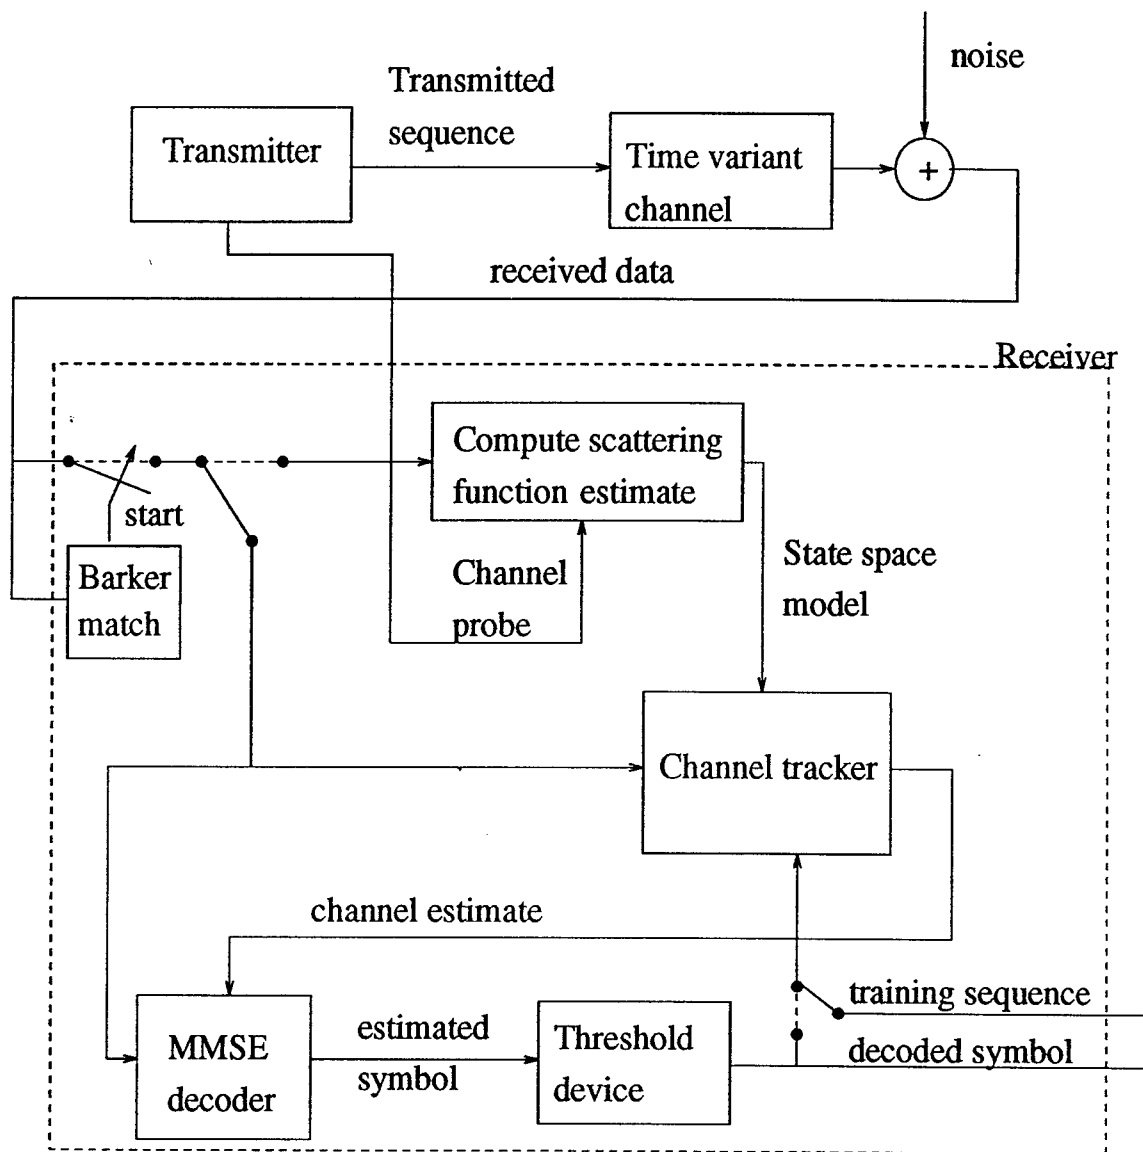 noise
Transmitted
sequence
Transmitter
Time variant
channel
+
received data
Receiver
Compute scattering
function estimate
start
Barker
match
Channel
probe
State space
model
Channel tracker
channel estimate
training sequence
decoded symbol
MMSE
decoder
estimated
symbol
Threshold
device